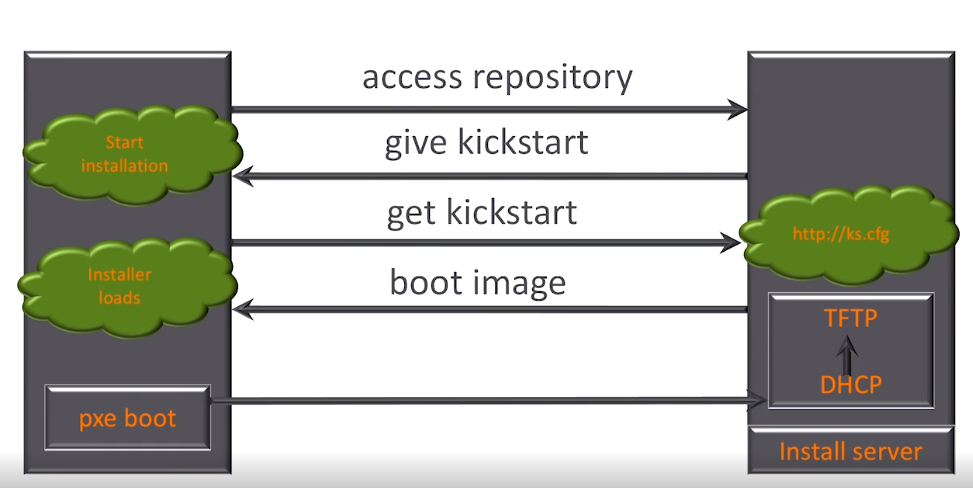 access repository
Start
installation
give kickstart
get kickstart
http://ks.cfg
Installer
loads
boot image
TFTP
DHCP
pxe boot
Install server